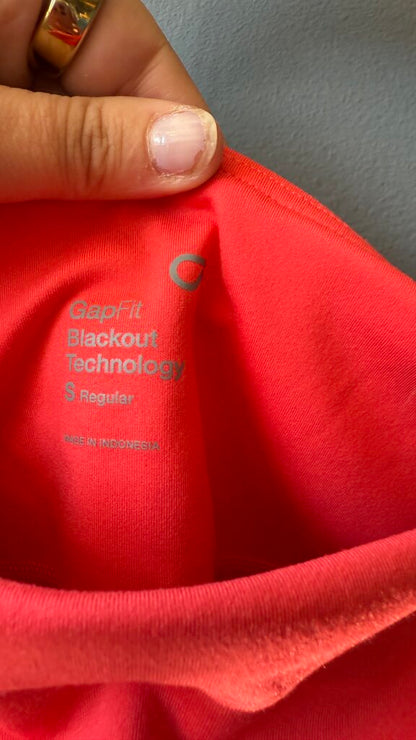 GapFit
Blackout
Technology
S Regular
MADE IN INDONESIA